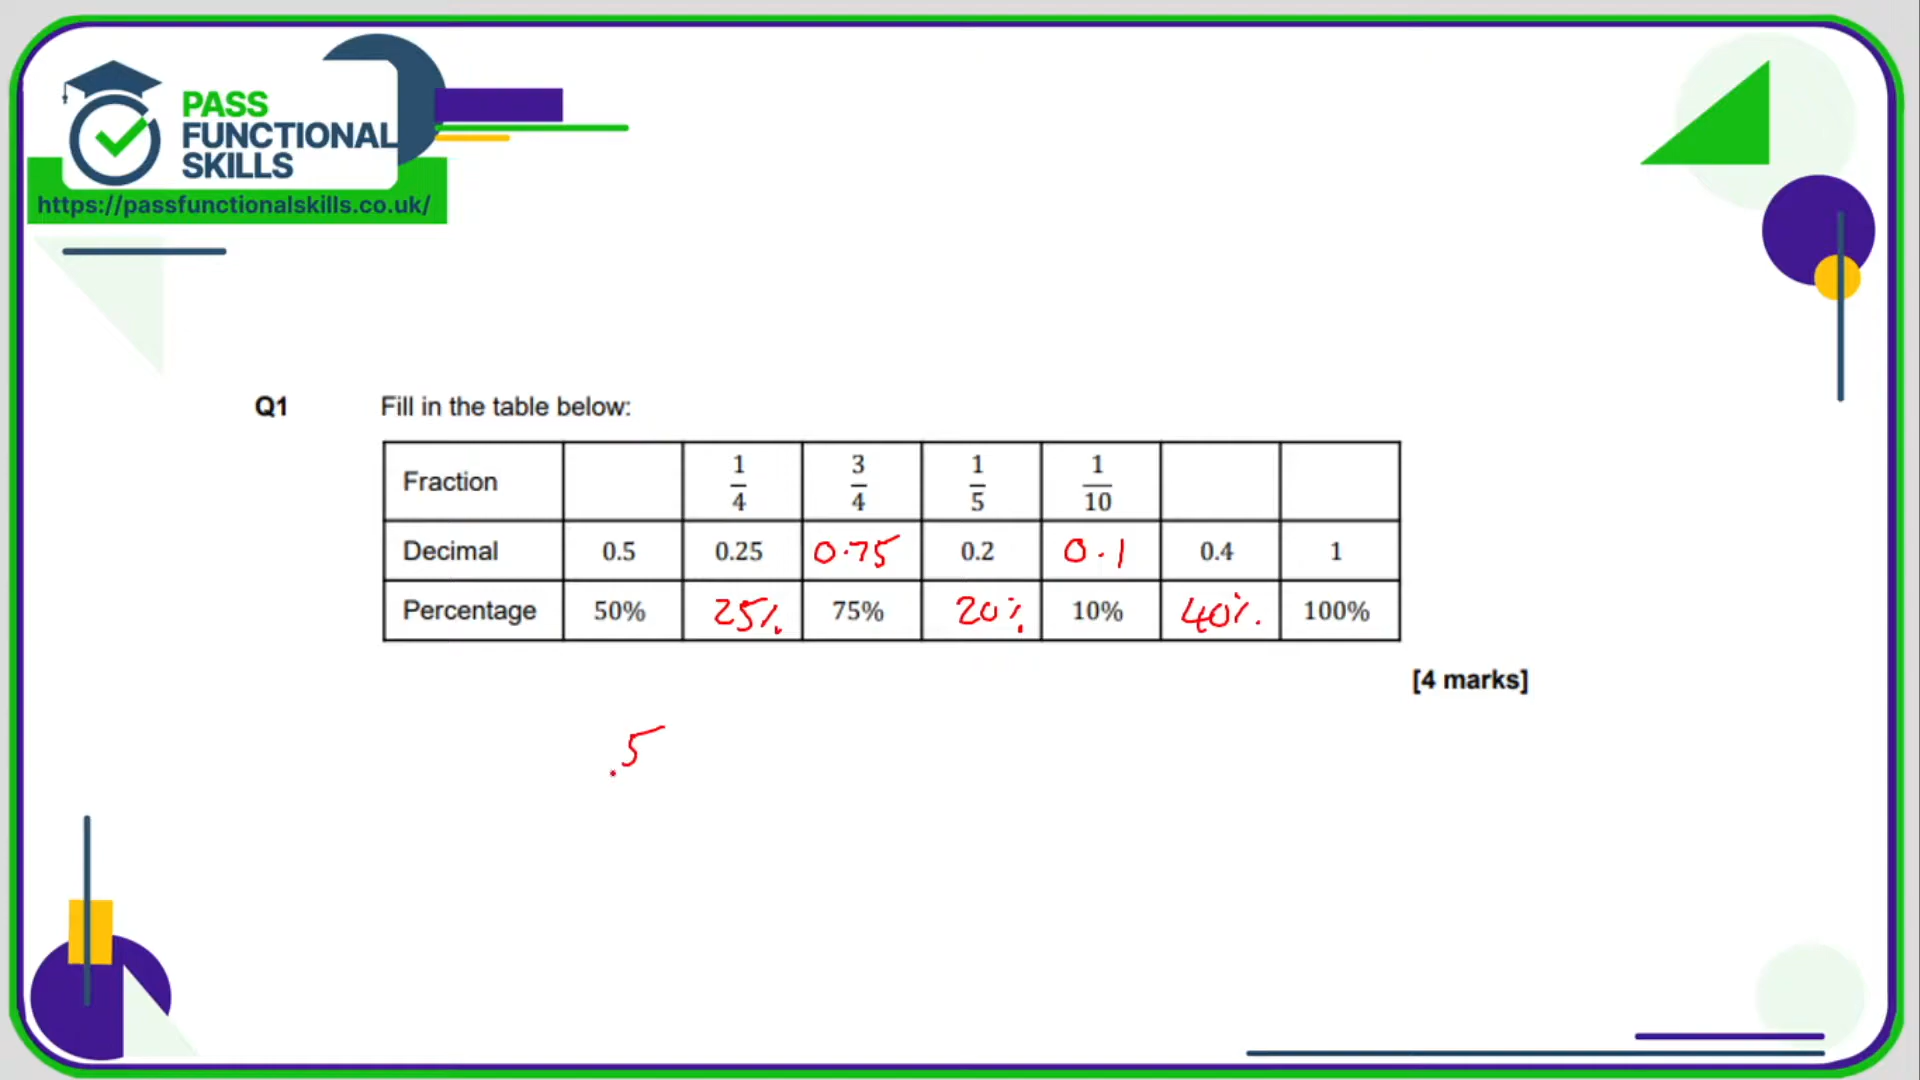 PASS
FUNCTIONAL
SKILLS
https://passfunctionalskills.co.uk/
Q1 Fill in the table below:
Fraction 1/4 3/4 1/5 1/10
Decimal 0.5 0.25 0.75 0.2 0.1 0.4 1
Percentage 50% 25% 75% 20% 10% 40% 100%
[4 marks]
.5